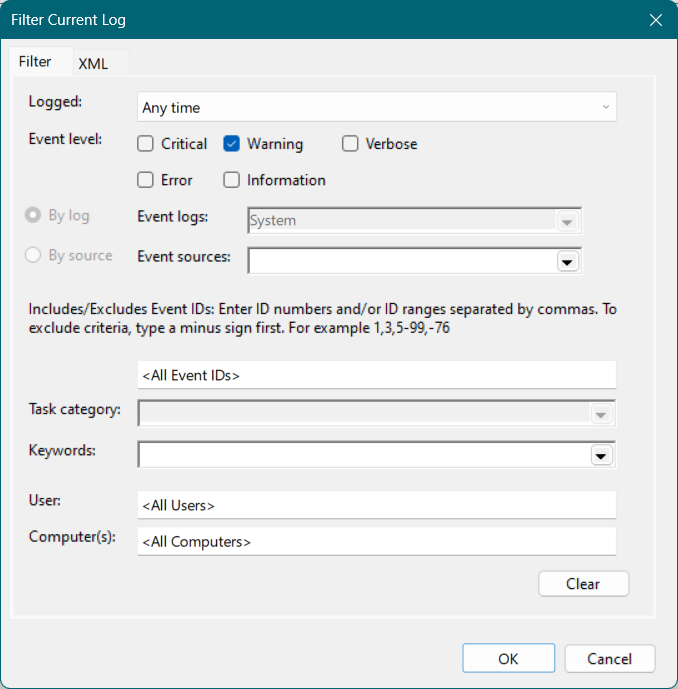 Filter Current Log
Filter
XML
Logged:
Any time
Event level:
Critical
Warning
Verbose
Error
Information
By log
Event logs:
System
By source
Event sources:
Includes/Excludes Event IDs: Enter ID numbers and/or ID ranges separated by commas. To
exclude criteria, type a minus sign first. For example 1,3,5-99,-76
<All Event IDs>
Task category:
Keywords:
User:
<All Users>
Computer(s):
<All Computers>
Clear
OK
Cancel